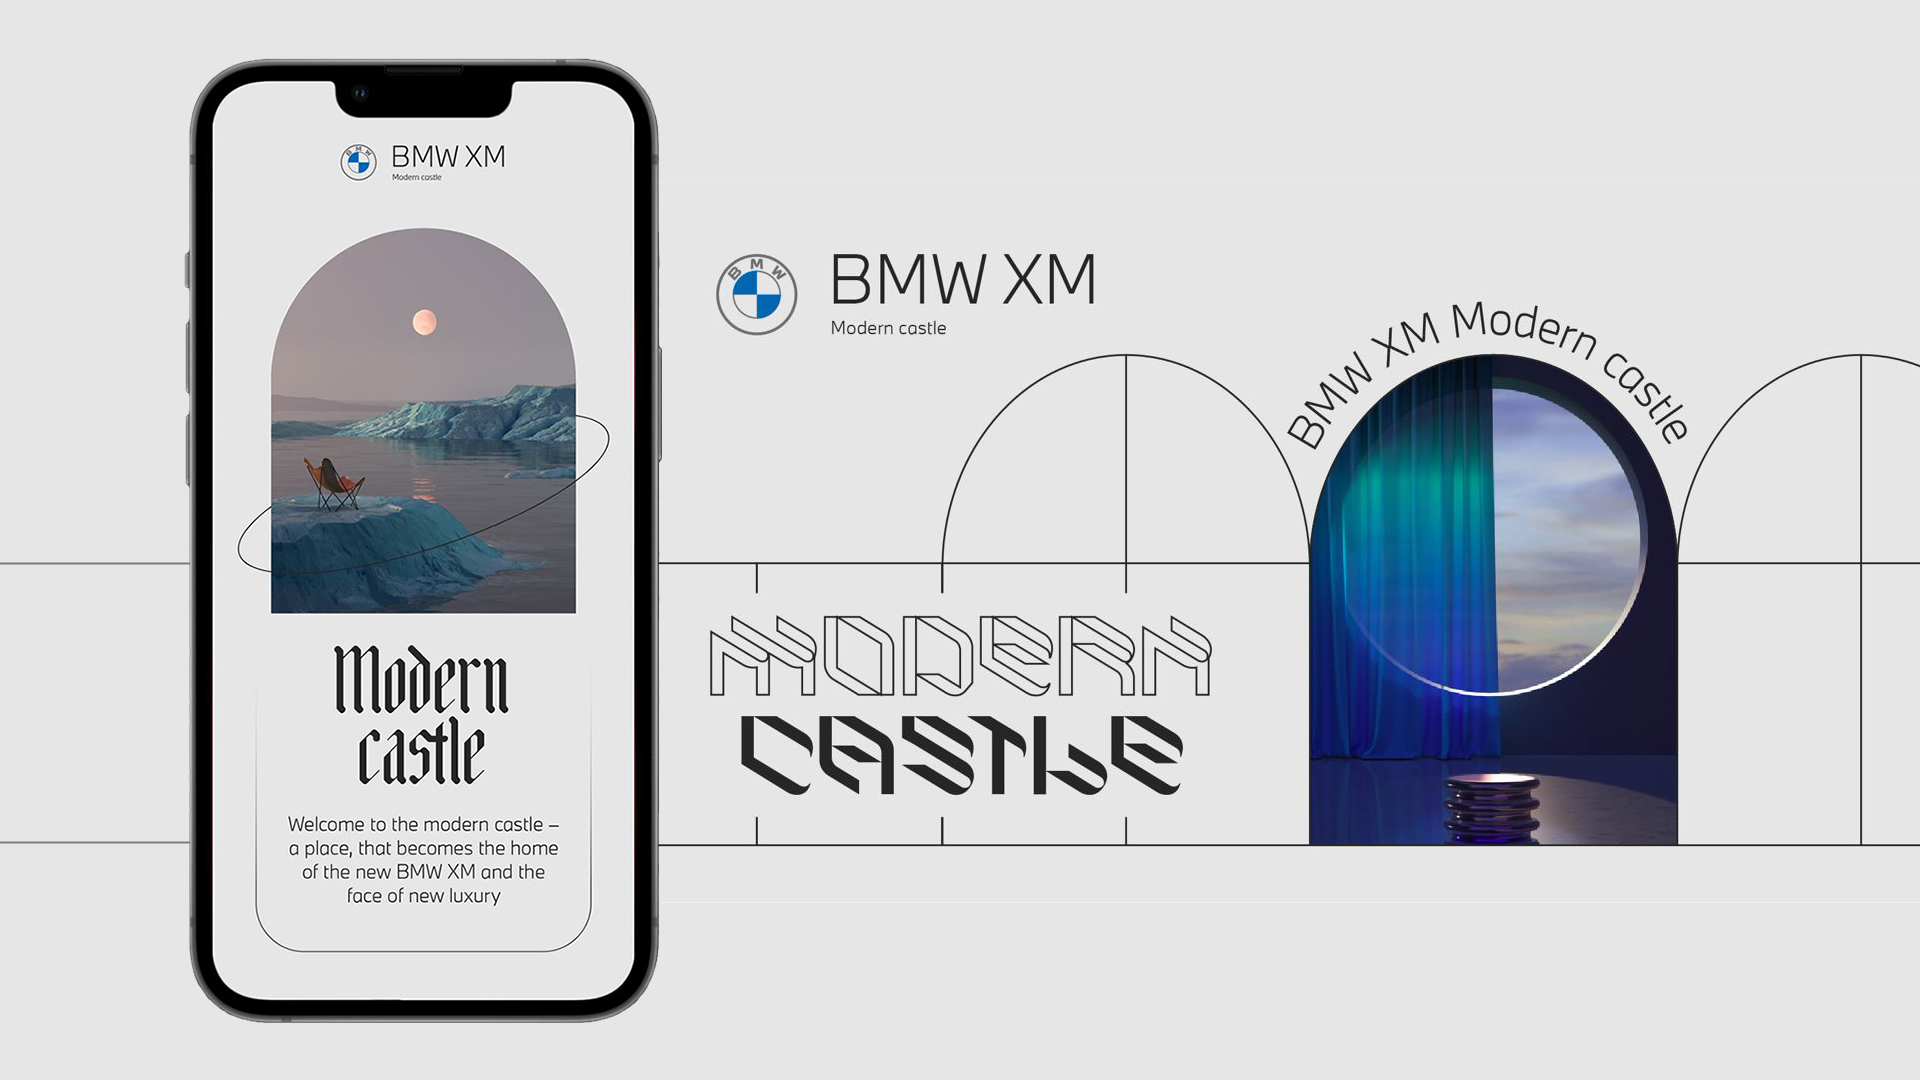 BMW
BMW XM
Modern castle
Modern
castle
Welcome to the modern castle –
a place, that becomes the home
of the new BMW XM and the
face of new luxury
BMW
BMW XM
Modern castle
MODERN
CASTLE
BMW XM Modern castle